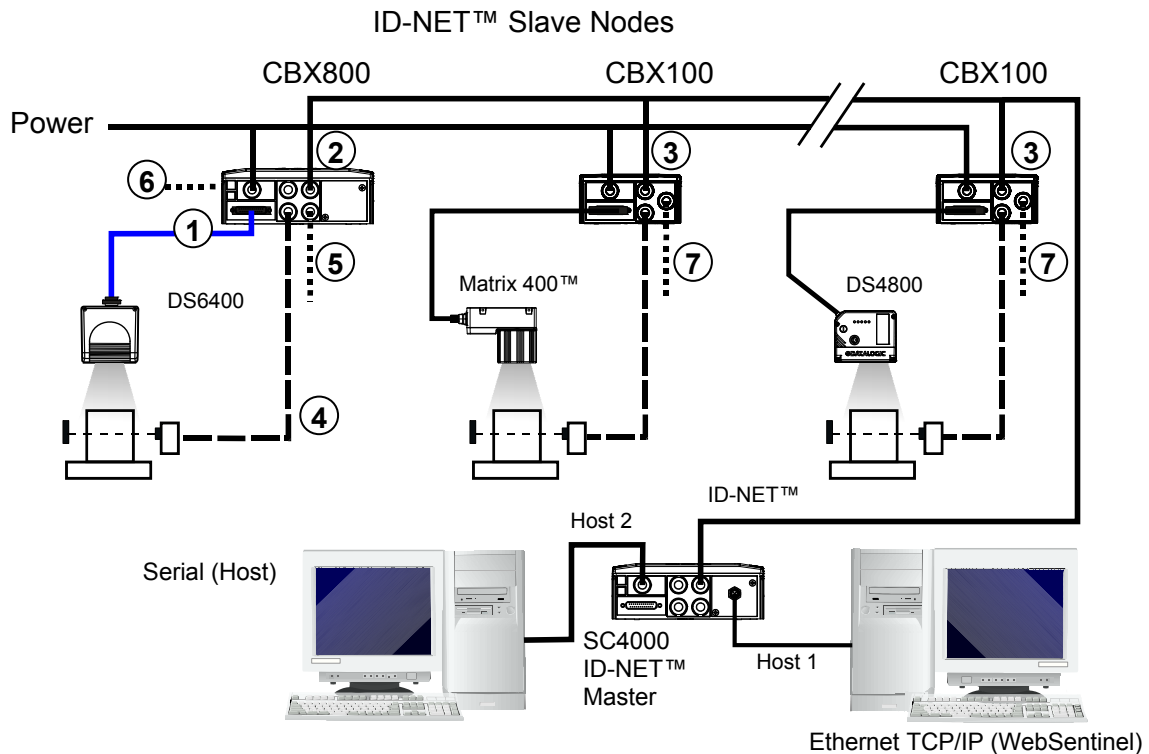 ID-NET™ Slave Nodes
CBX800
CBX100
CBX100
Power
2
3
3
6
1
5
7
7
DS6400
Matrix 400™
DS4800
DATALOGIC
4
ID-NET™
Host 2
Serial (Host)
SC4000
ID-NET™
Master
Host 1
Ethernet TCP/IP (WebSentinel)